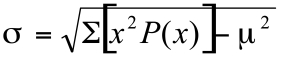 σ = √Σ[x²P(x)] − μ²